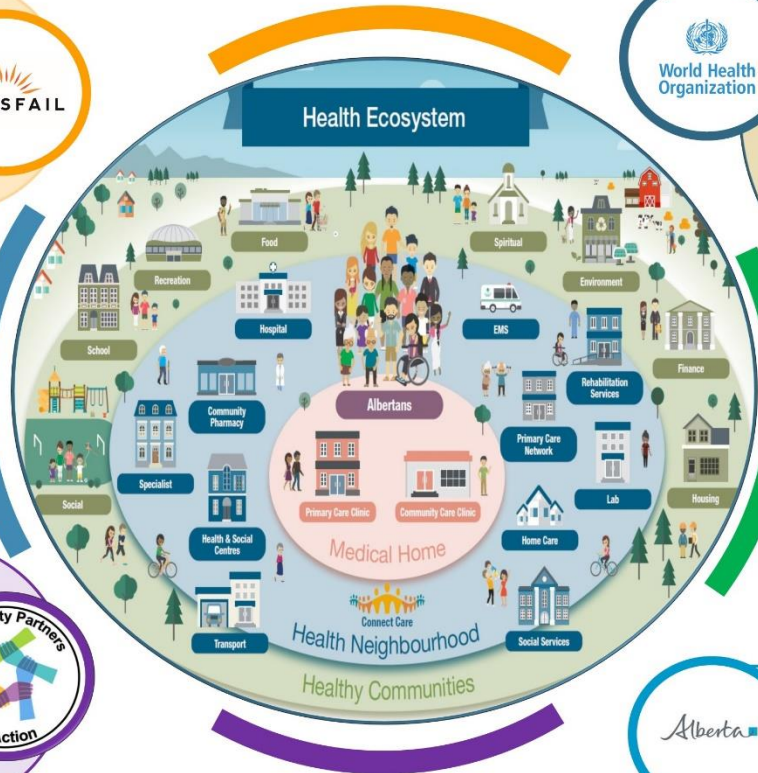 SFAIL
World Health
Organization
Health Ecosystem
Food
Spiritual
Recreation
Environment
Hospital
EMS
School
Finance
Rehabilitation
Services
Community
Pharmacy
Albertans
Primary Care
Network
Specialist
Lab
Housing
Social
Primary Care Clinic
Community Care Clinic
Health & Social
Centres
Home Care
Medical Home
Connect Care
Transport
Health Neighbourhood
Social Services
Healthy Communities
ty Partners
ction
Alberta